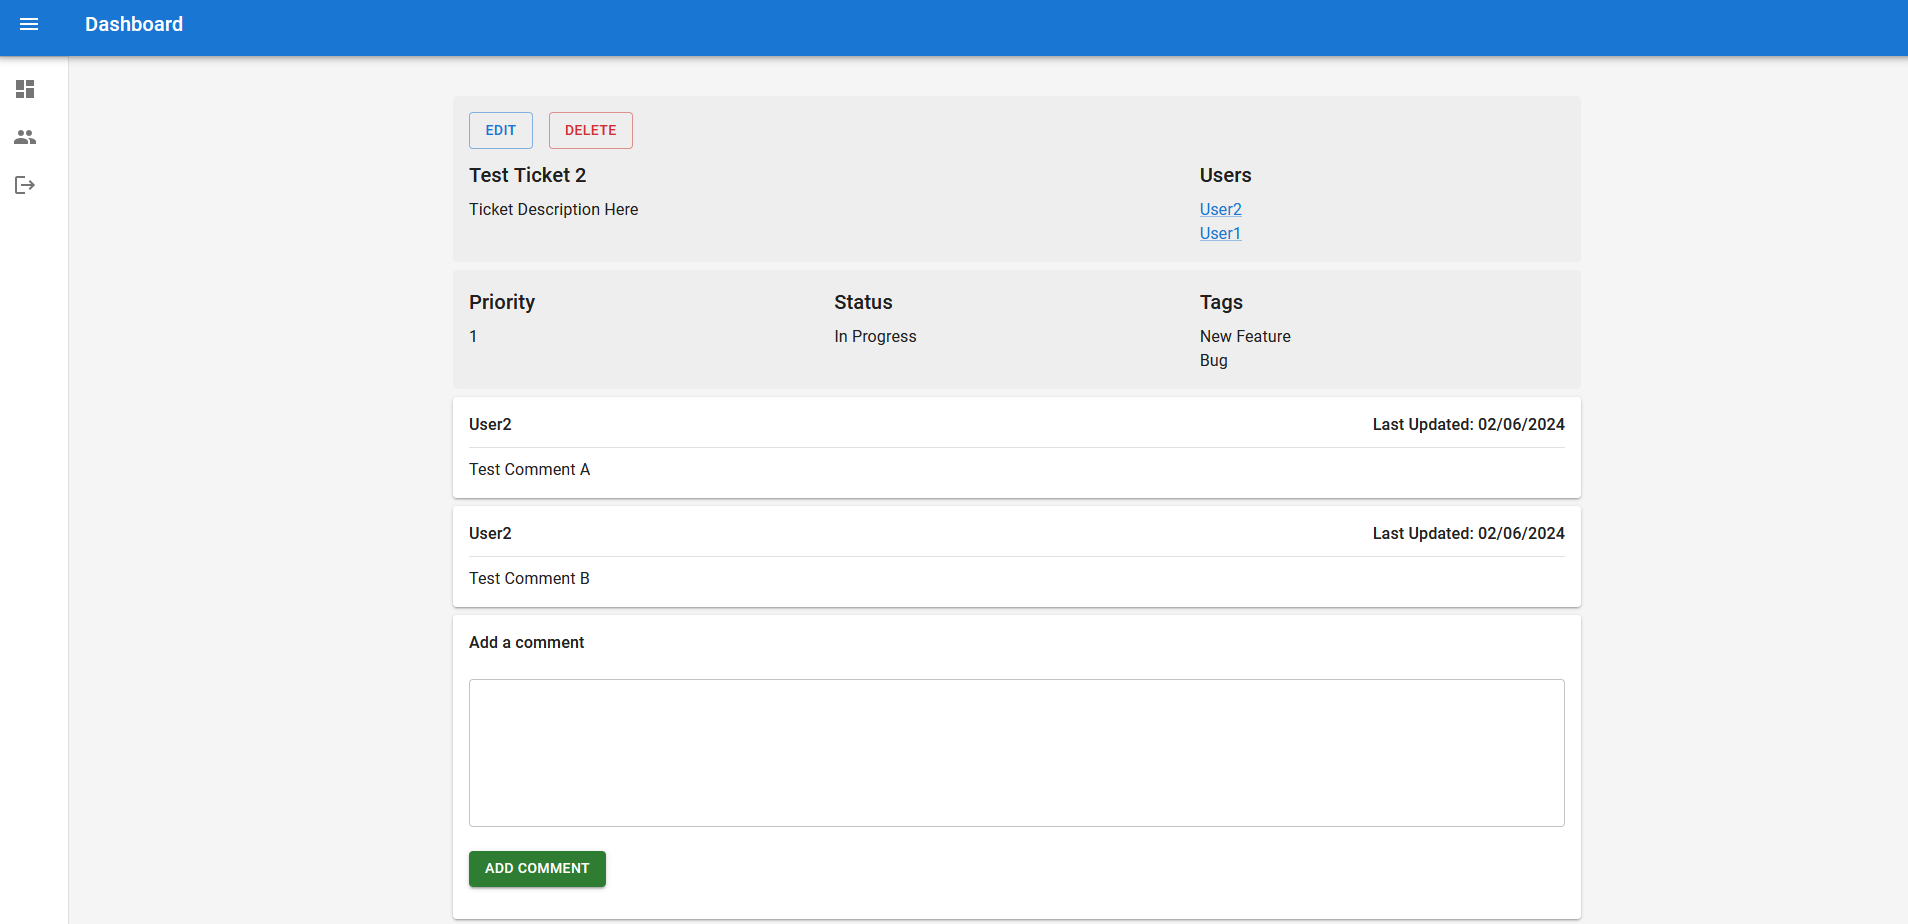 Dashboard
EDIT DELETE
Test Ticket 2
Ticket Description Here
Users
User2
User1
Priority
1
Status
In Progress
Tags
New Feature
Bug
User2 Last Updated: 02/06/2024
Test Comment A
User2 Last Updated: 02/06/2024
Test Comment B
Add a comment
ADD COMMENT